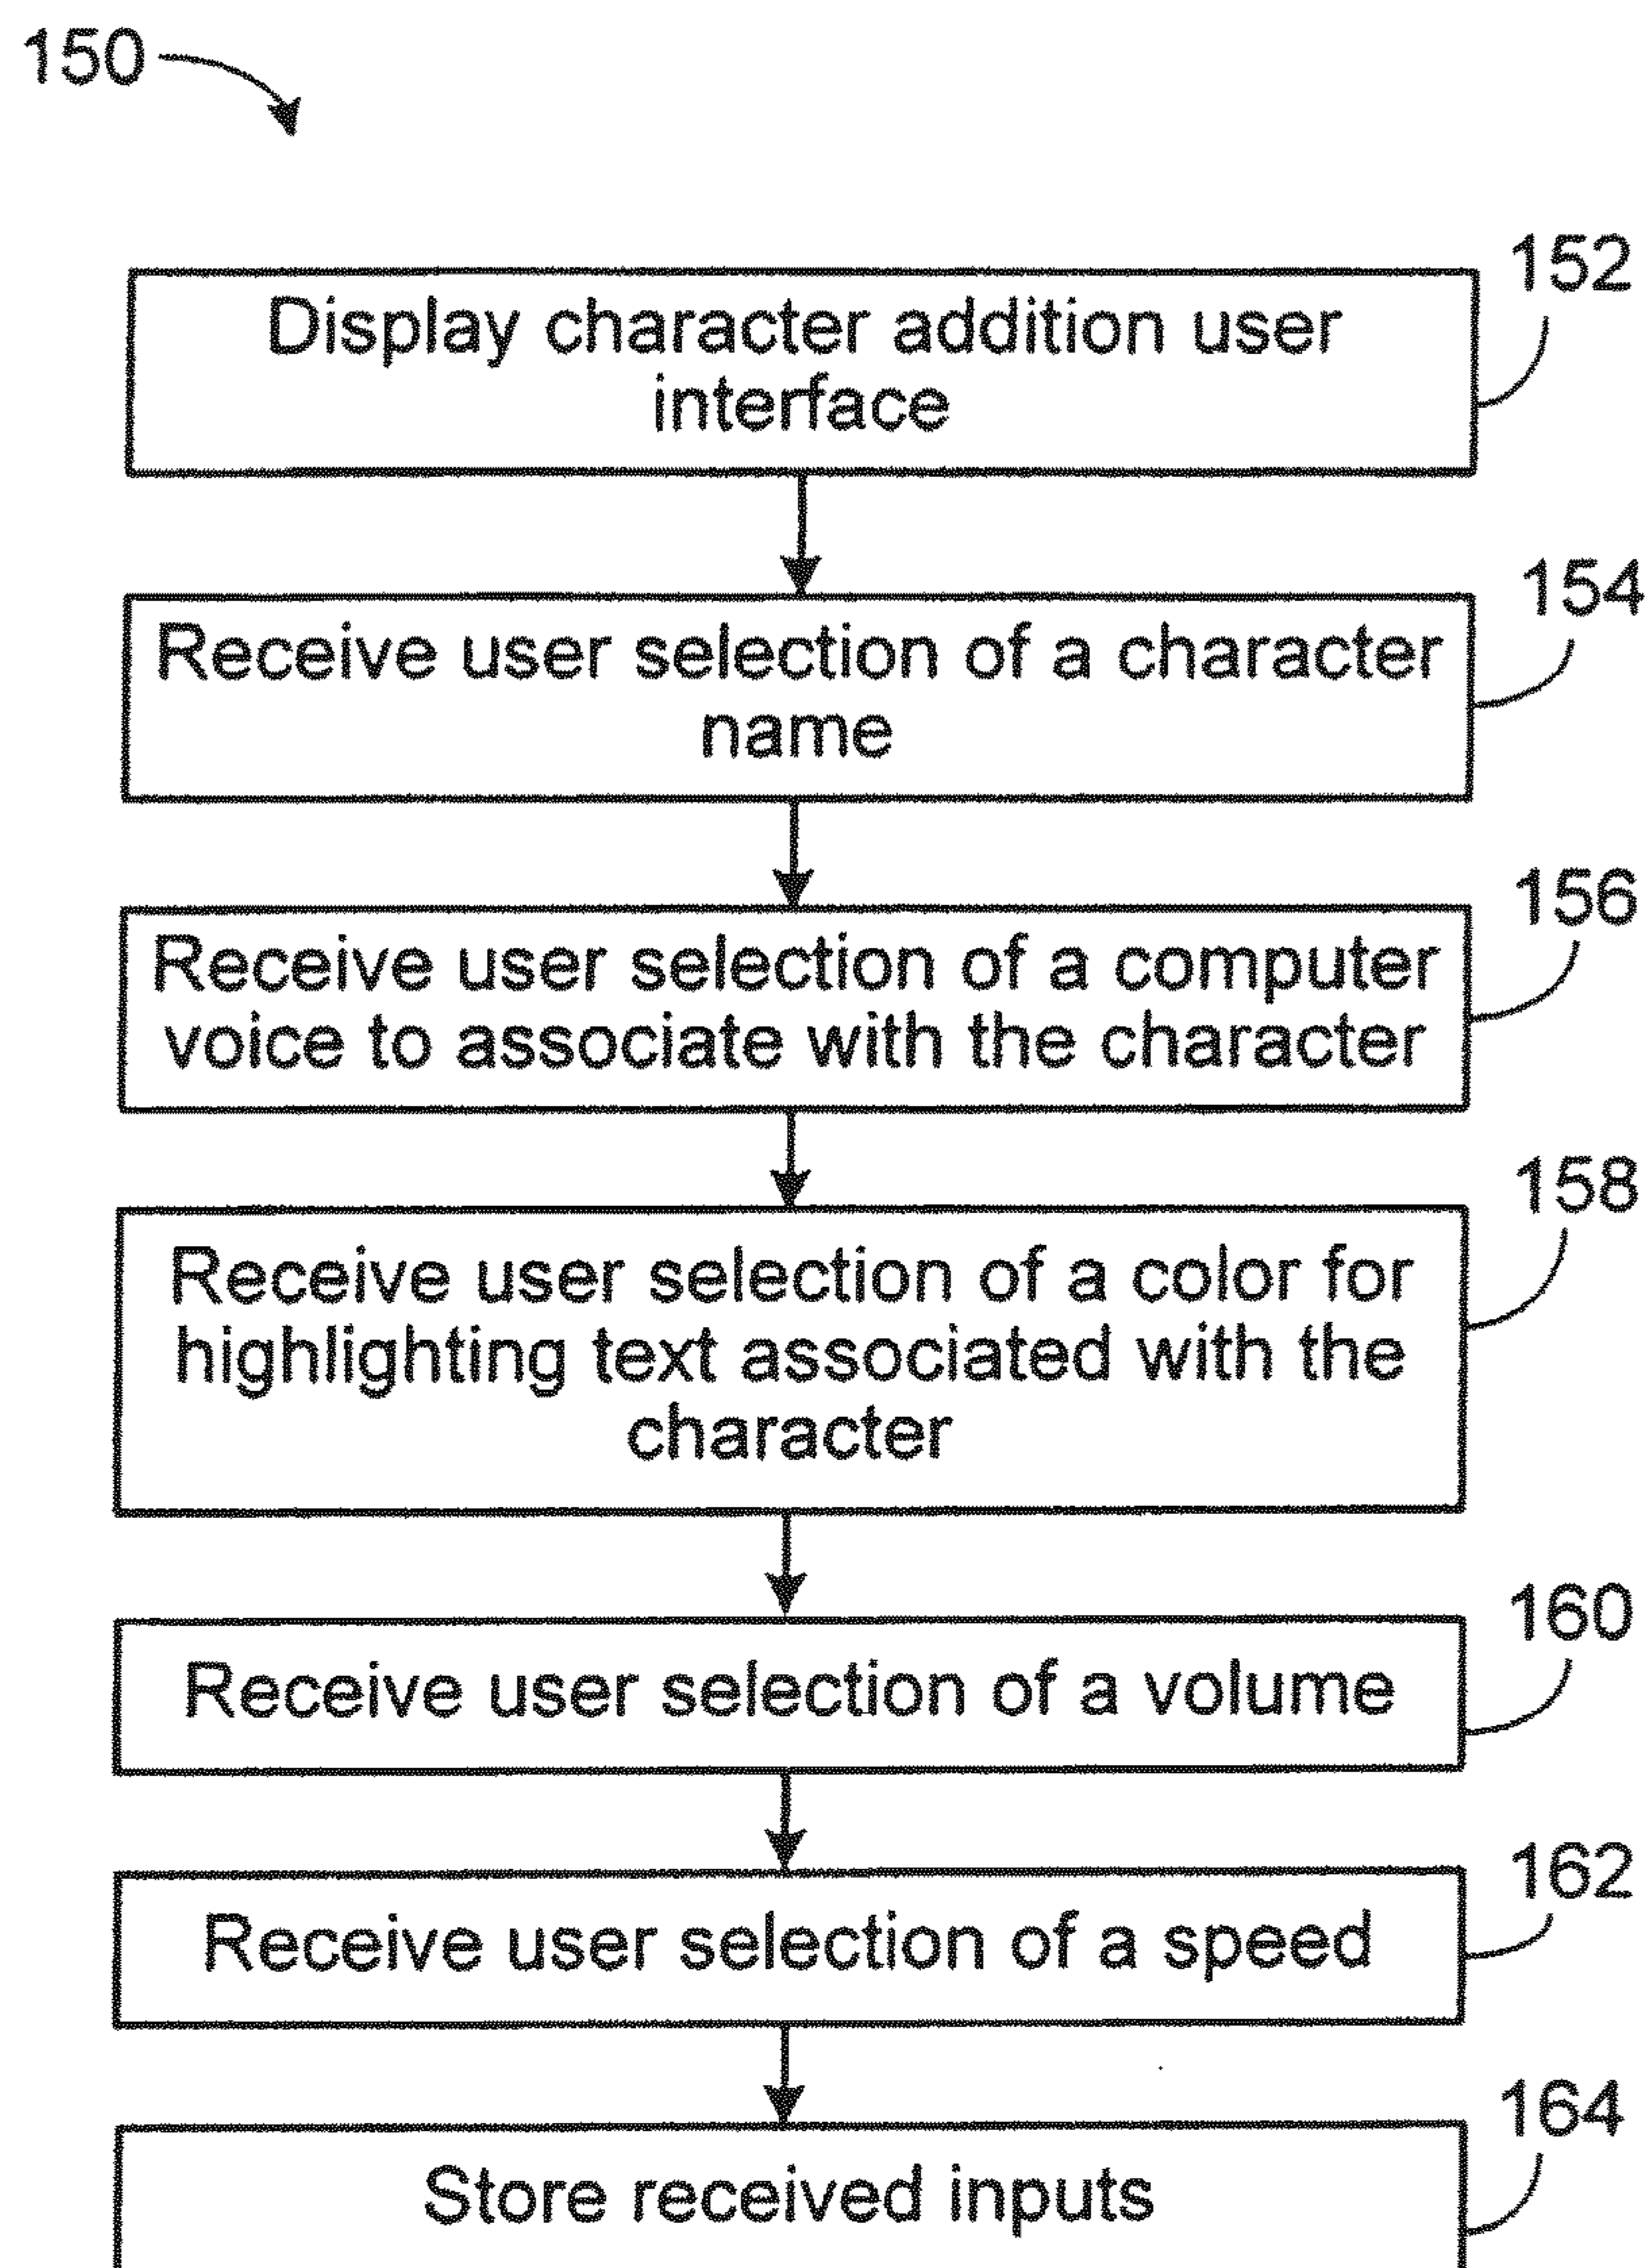 150
152
Display character addition user
interface
154
Receive user selection of a character
name
156
Receive user selection of a computer
voice to associate with the character
158
Receive user selection of a color for
highlighting text associated with the
character
160
Receive user selection of a volume
162
Receive user selection of a speed
164
Store received inputs